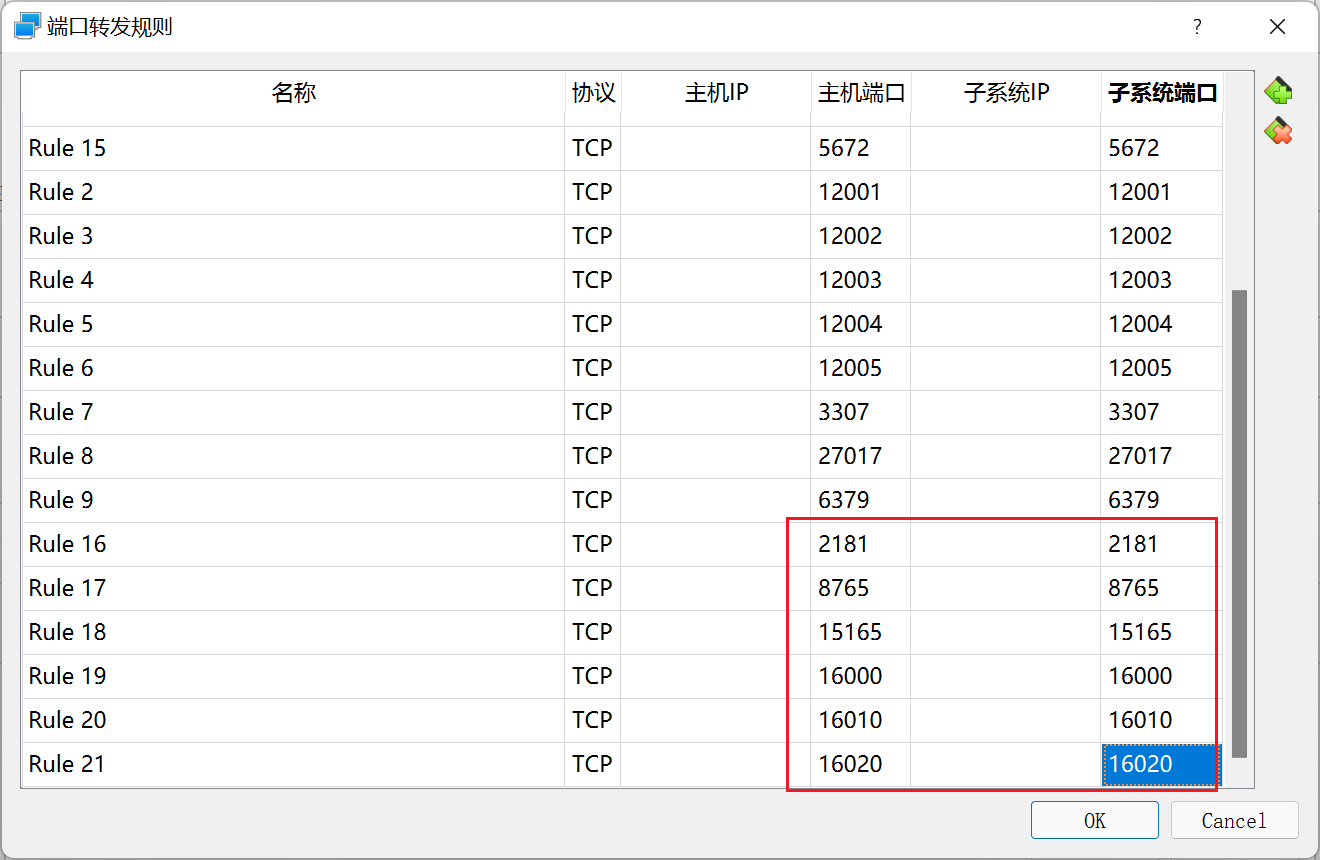 端口转发规则
?
名称 协议 主机IP 主机端口 子系统IP 子系统端口
Rule 15 TCP 5672 5672
Rule 2 TCP 12001 12001
Rule 3 TCP 12002 12002
Rule 4 TCP 12003 12003
Rule 5 TCP 12004 12004
Rule 6 TCP 12005 12005
Rule 7 TCP 3307 3307
Rule 8 TCP 27017 27017
Rule 9 TCP 6379 6379
Rule 16 TCP 2181 2181
Rule 17 TCP 8765 8765
Rule 18 TCP 15165 15165
Rule 19 TCP 16000 16000
Rule 20 TCP 16010 16010
Rule 21 TCP 16020 16020
OK Cancel